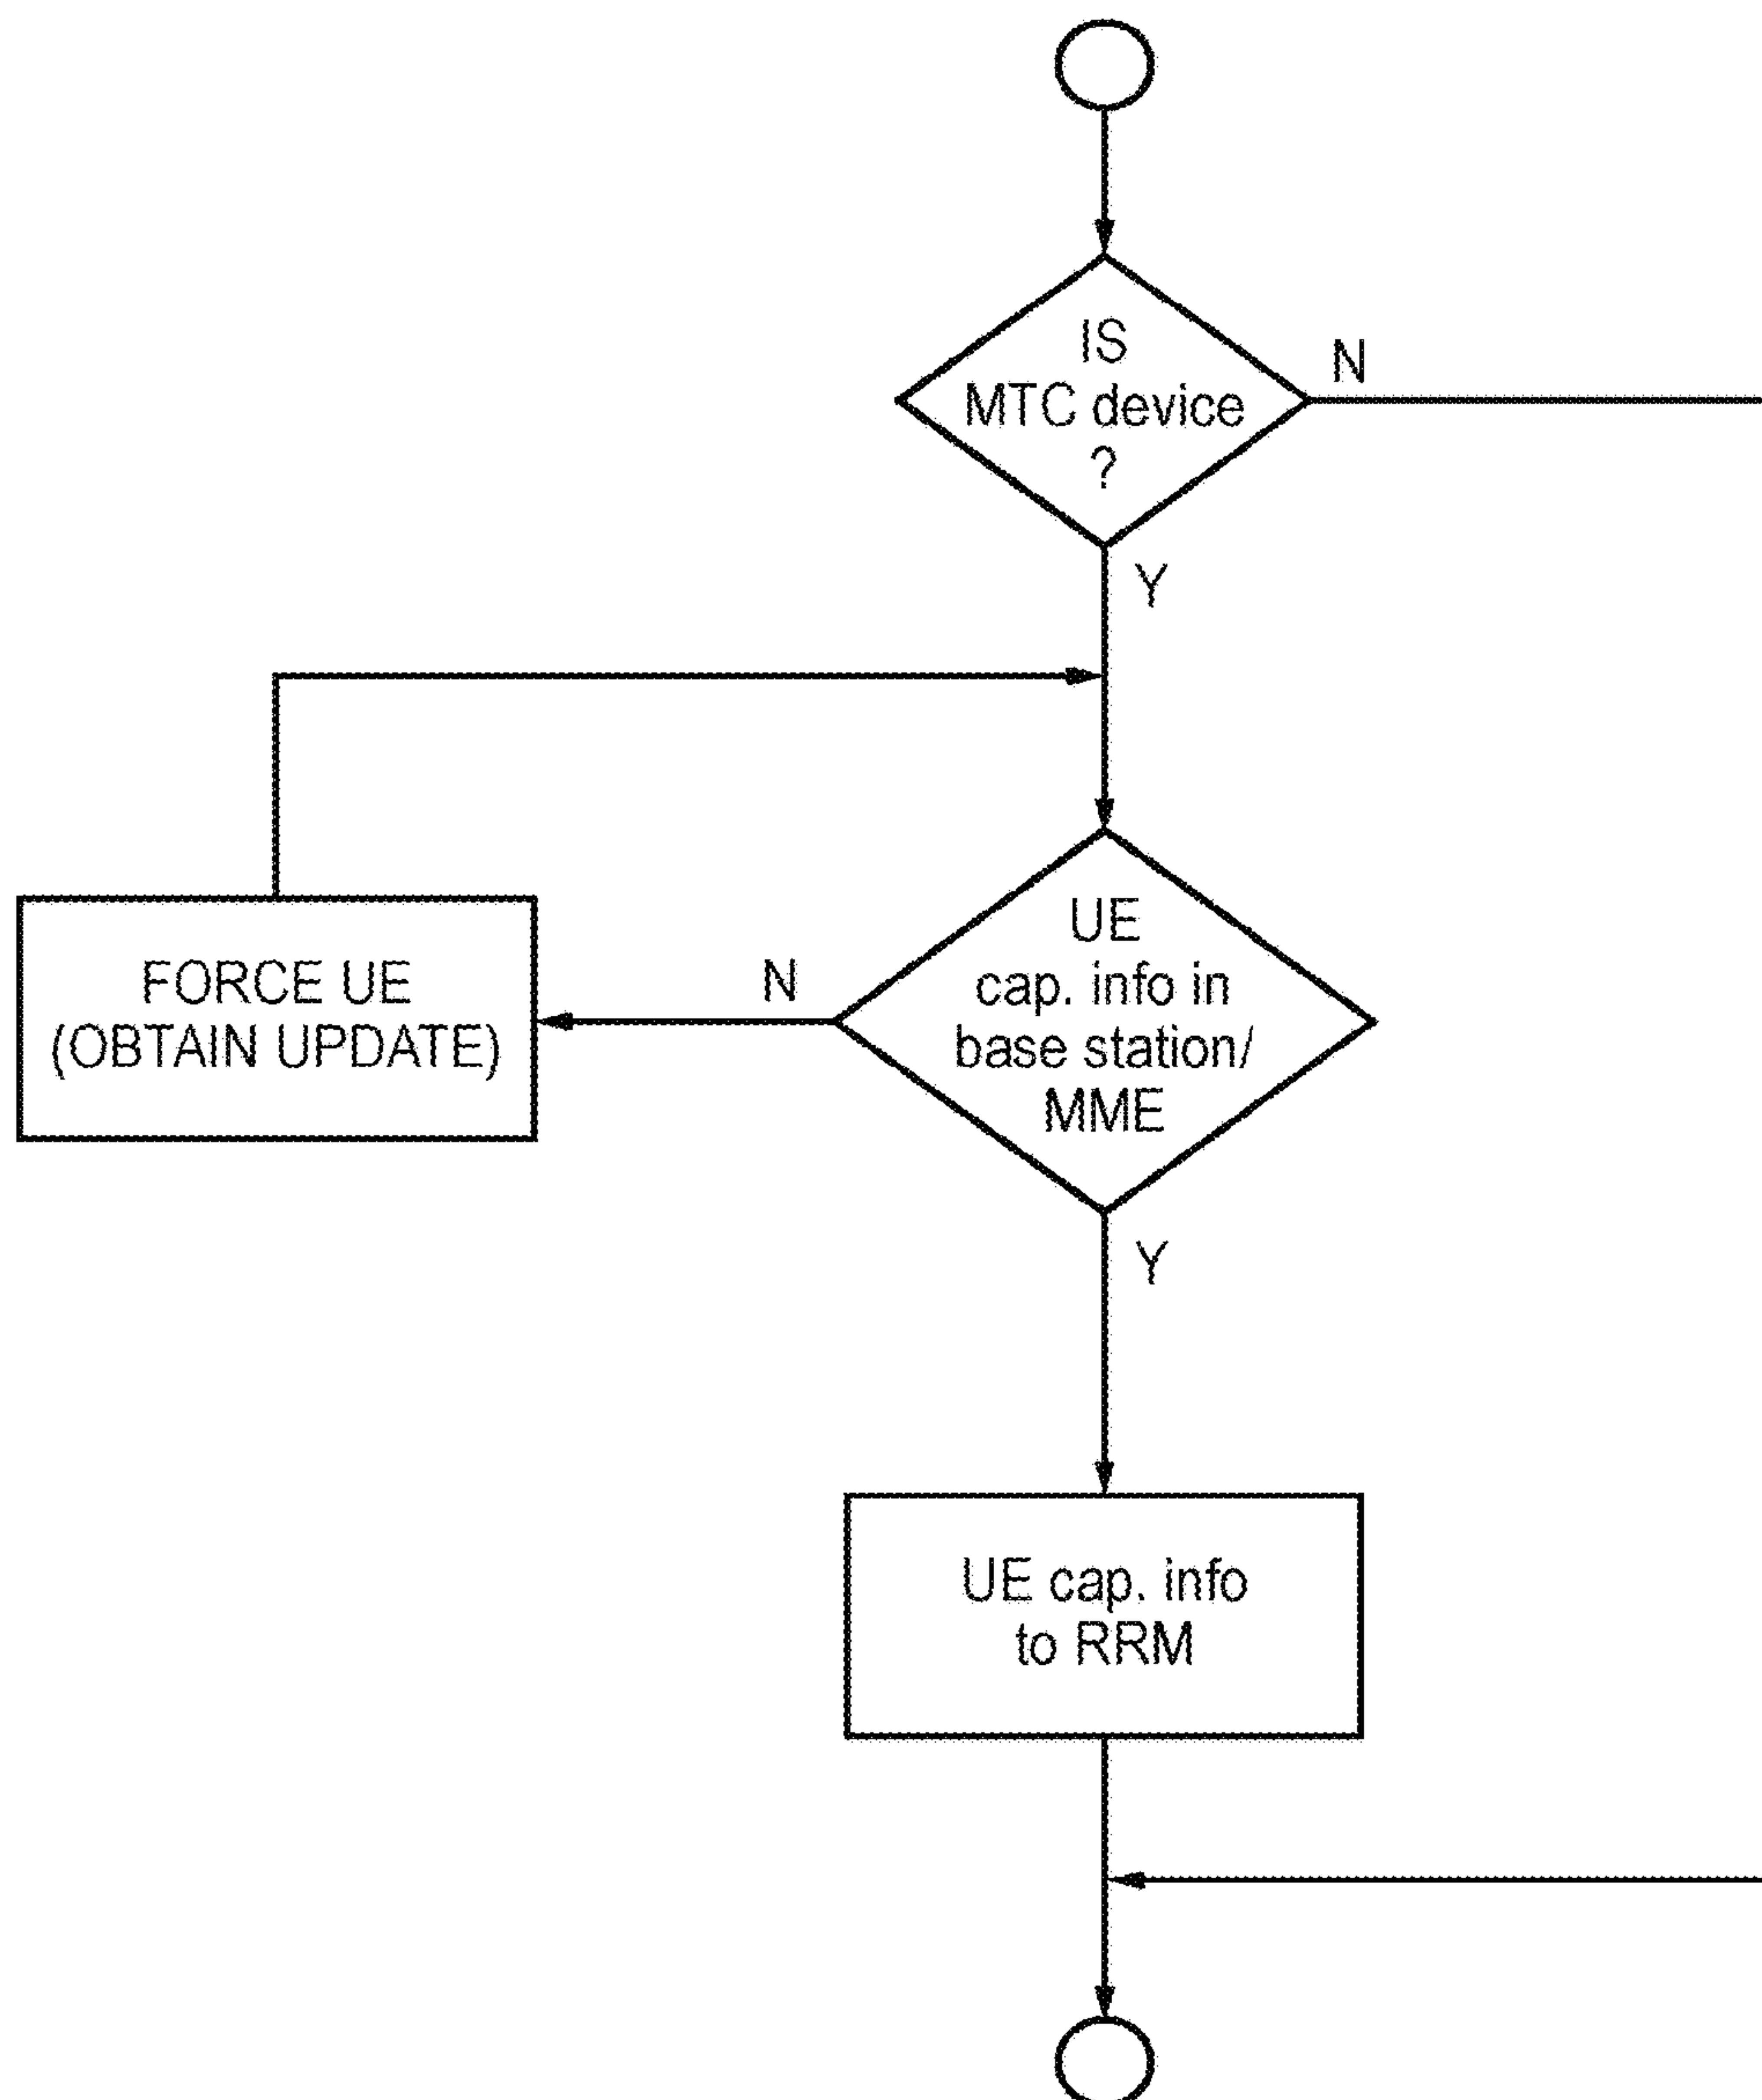 IS
MTC device
?
N
Y
UE
cap. info in
base station/
MME
N
FORCE UE
(OBTAIN UPDATE)
Y
UE cap. info
to RRM